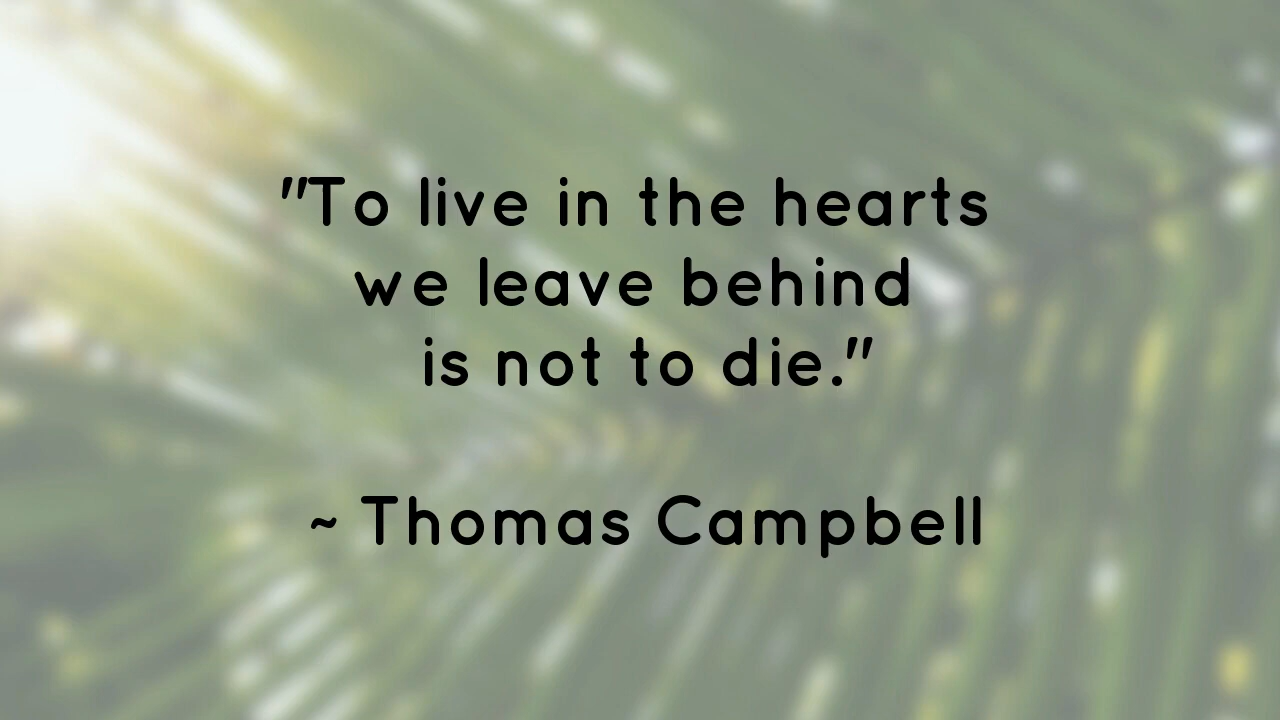 "To live in the hearts
we leave behind
is not to die."
~ Thomas Campbell